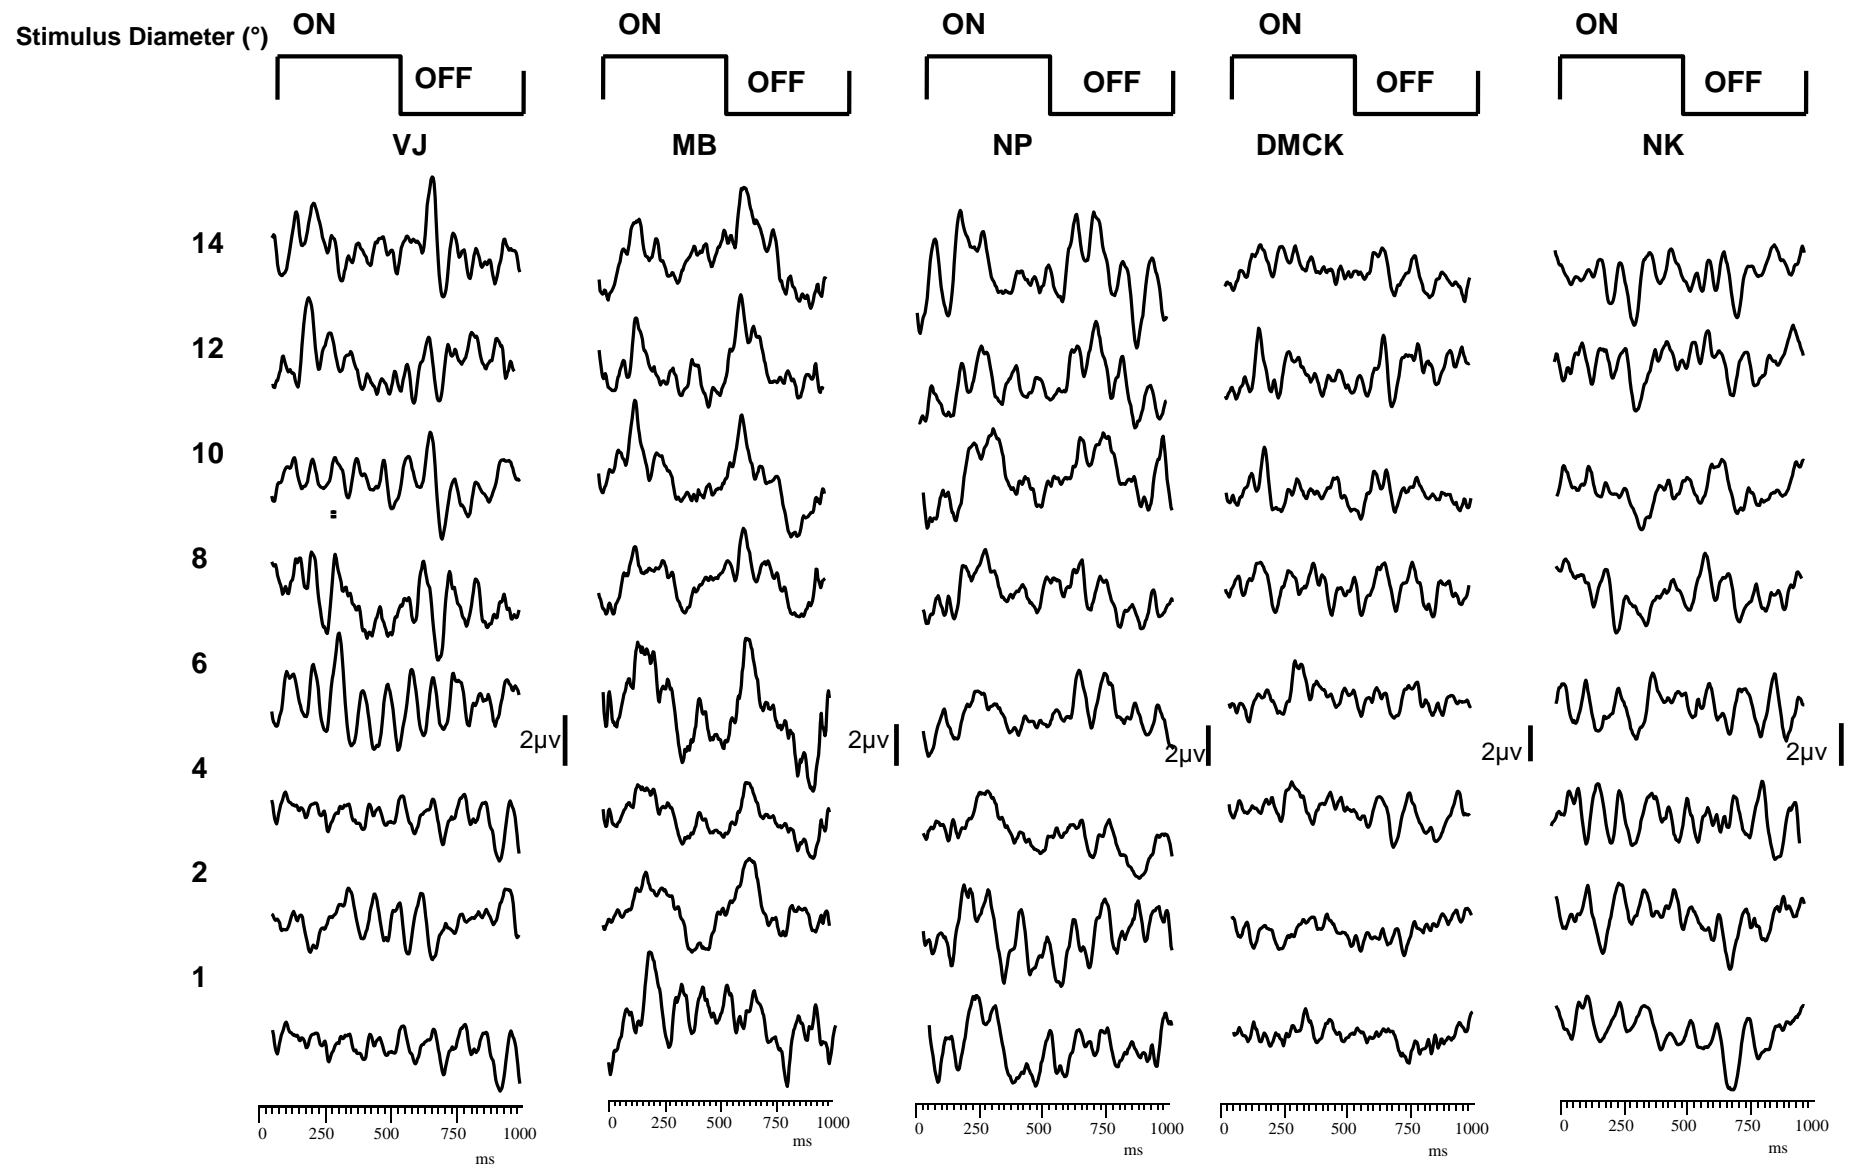 ON ON ON ON ON
Stimulus Diameter (°)
OFF OFF OFF OFF OFF
VJ MB NP DMCK NK
14
12
10
8
6
2µv 2µv 2µv 2µv 2µv
4
2
1
0 250 500 750 1000 0 250 500 750 1000 0 250 500 750 1000 0 250 500 750 1000 0 250 500 750 1000
ms ms ms ms ms